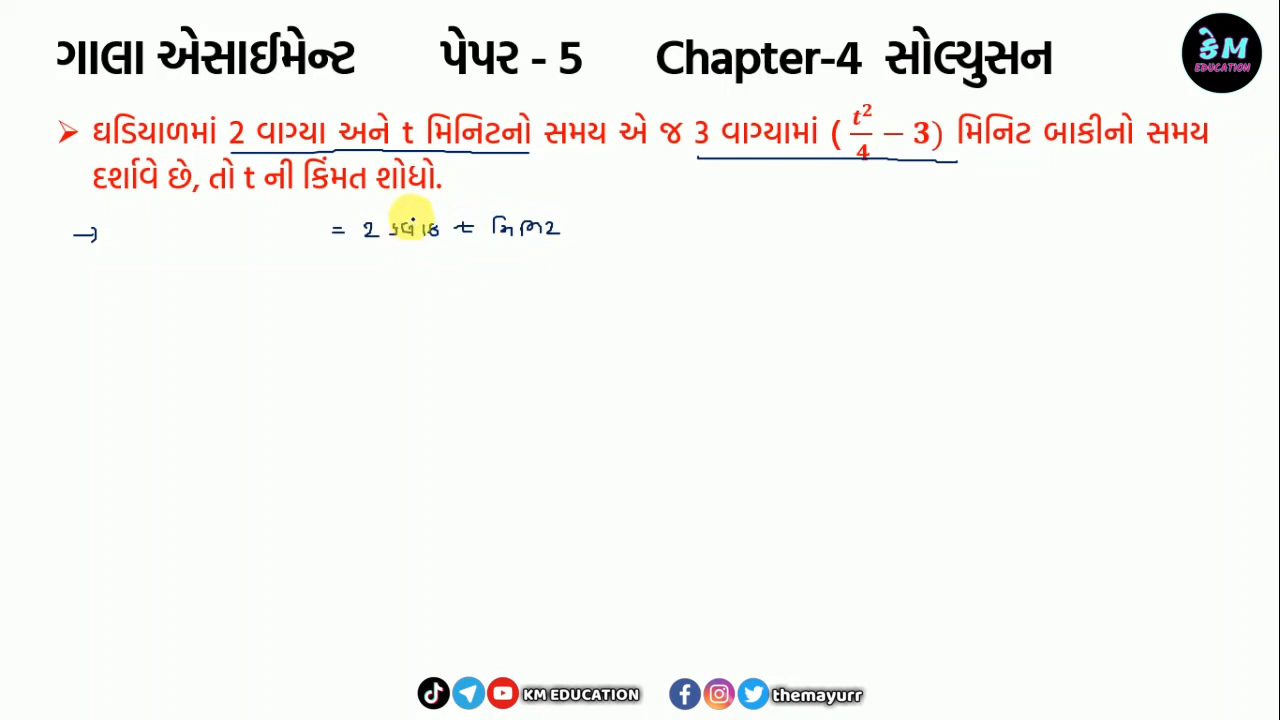 ગાલા એસાઈમેન્ટ પેપર - 5 Chapter-4 સોલ્યુસન
કેM
EDUCATION
➢ ઘડિયાળમાં 2 વાગ્યા અને t મિનિટનો સમય એ જ 3 વાગ્યામાં ( t²/4 − 3) મિનિટ બાકીનો સમય
દર્શાવે છે, તો t ની કિંમત શોધો.
→ = 2 કલાક t મિનિટ
KM EDUCATION themayurr